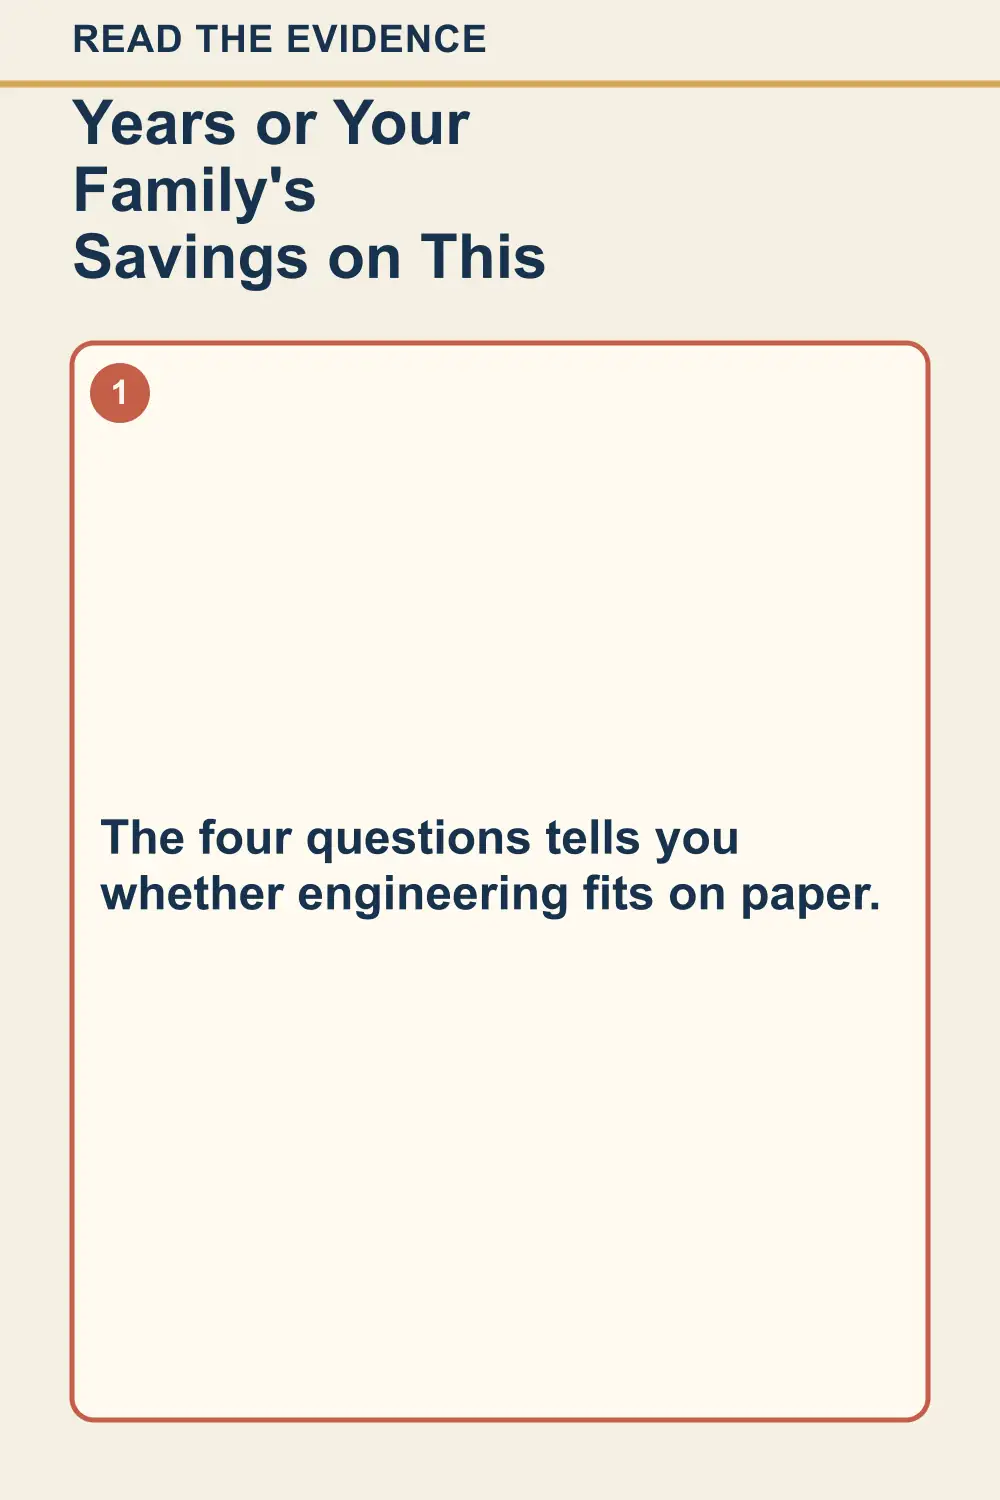 READ THE EVIDENCE
Years or Your
Family's
Savings on This
1
The four questions tells you
whether engineering fits on paper.